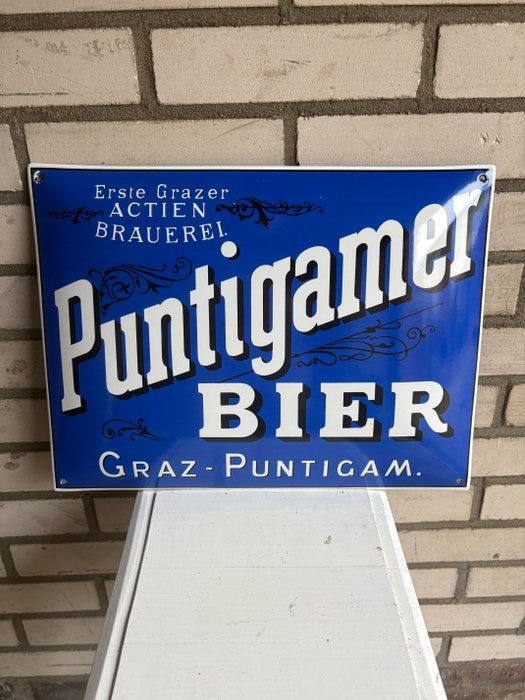 Erste Grazer
ACTIEN
BRAUEREI.
Puntigamer
BIER
GRAZ-PUNTIGAM.